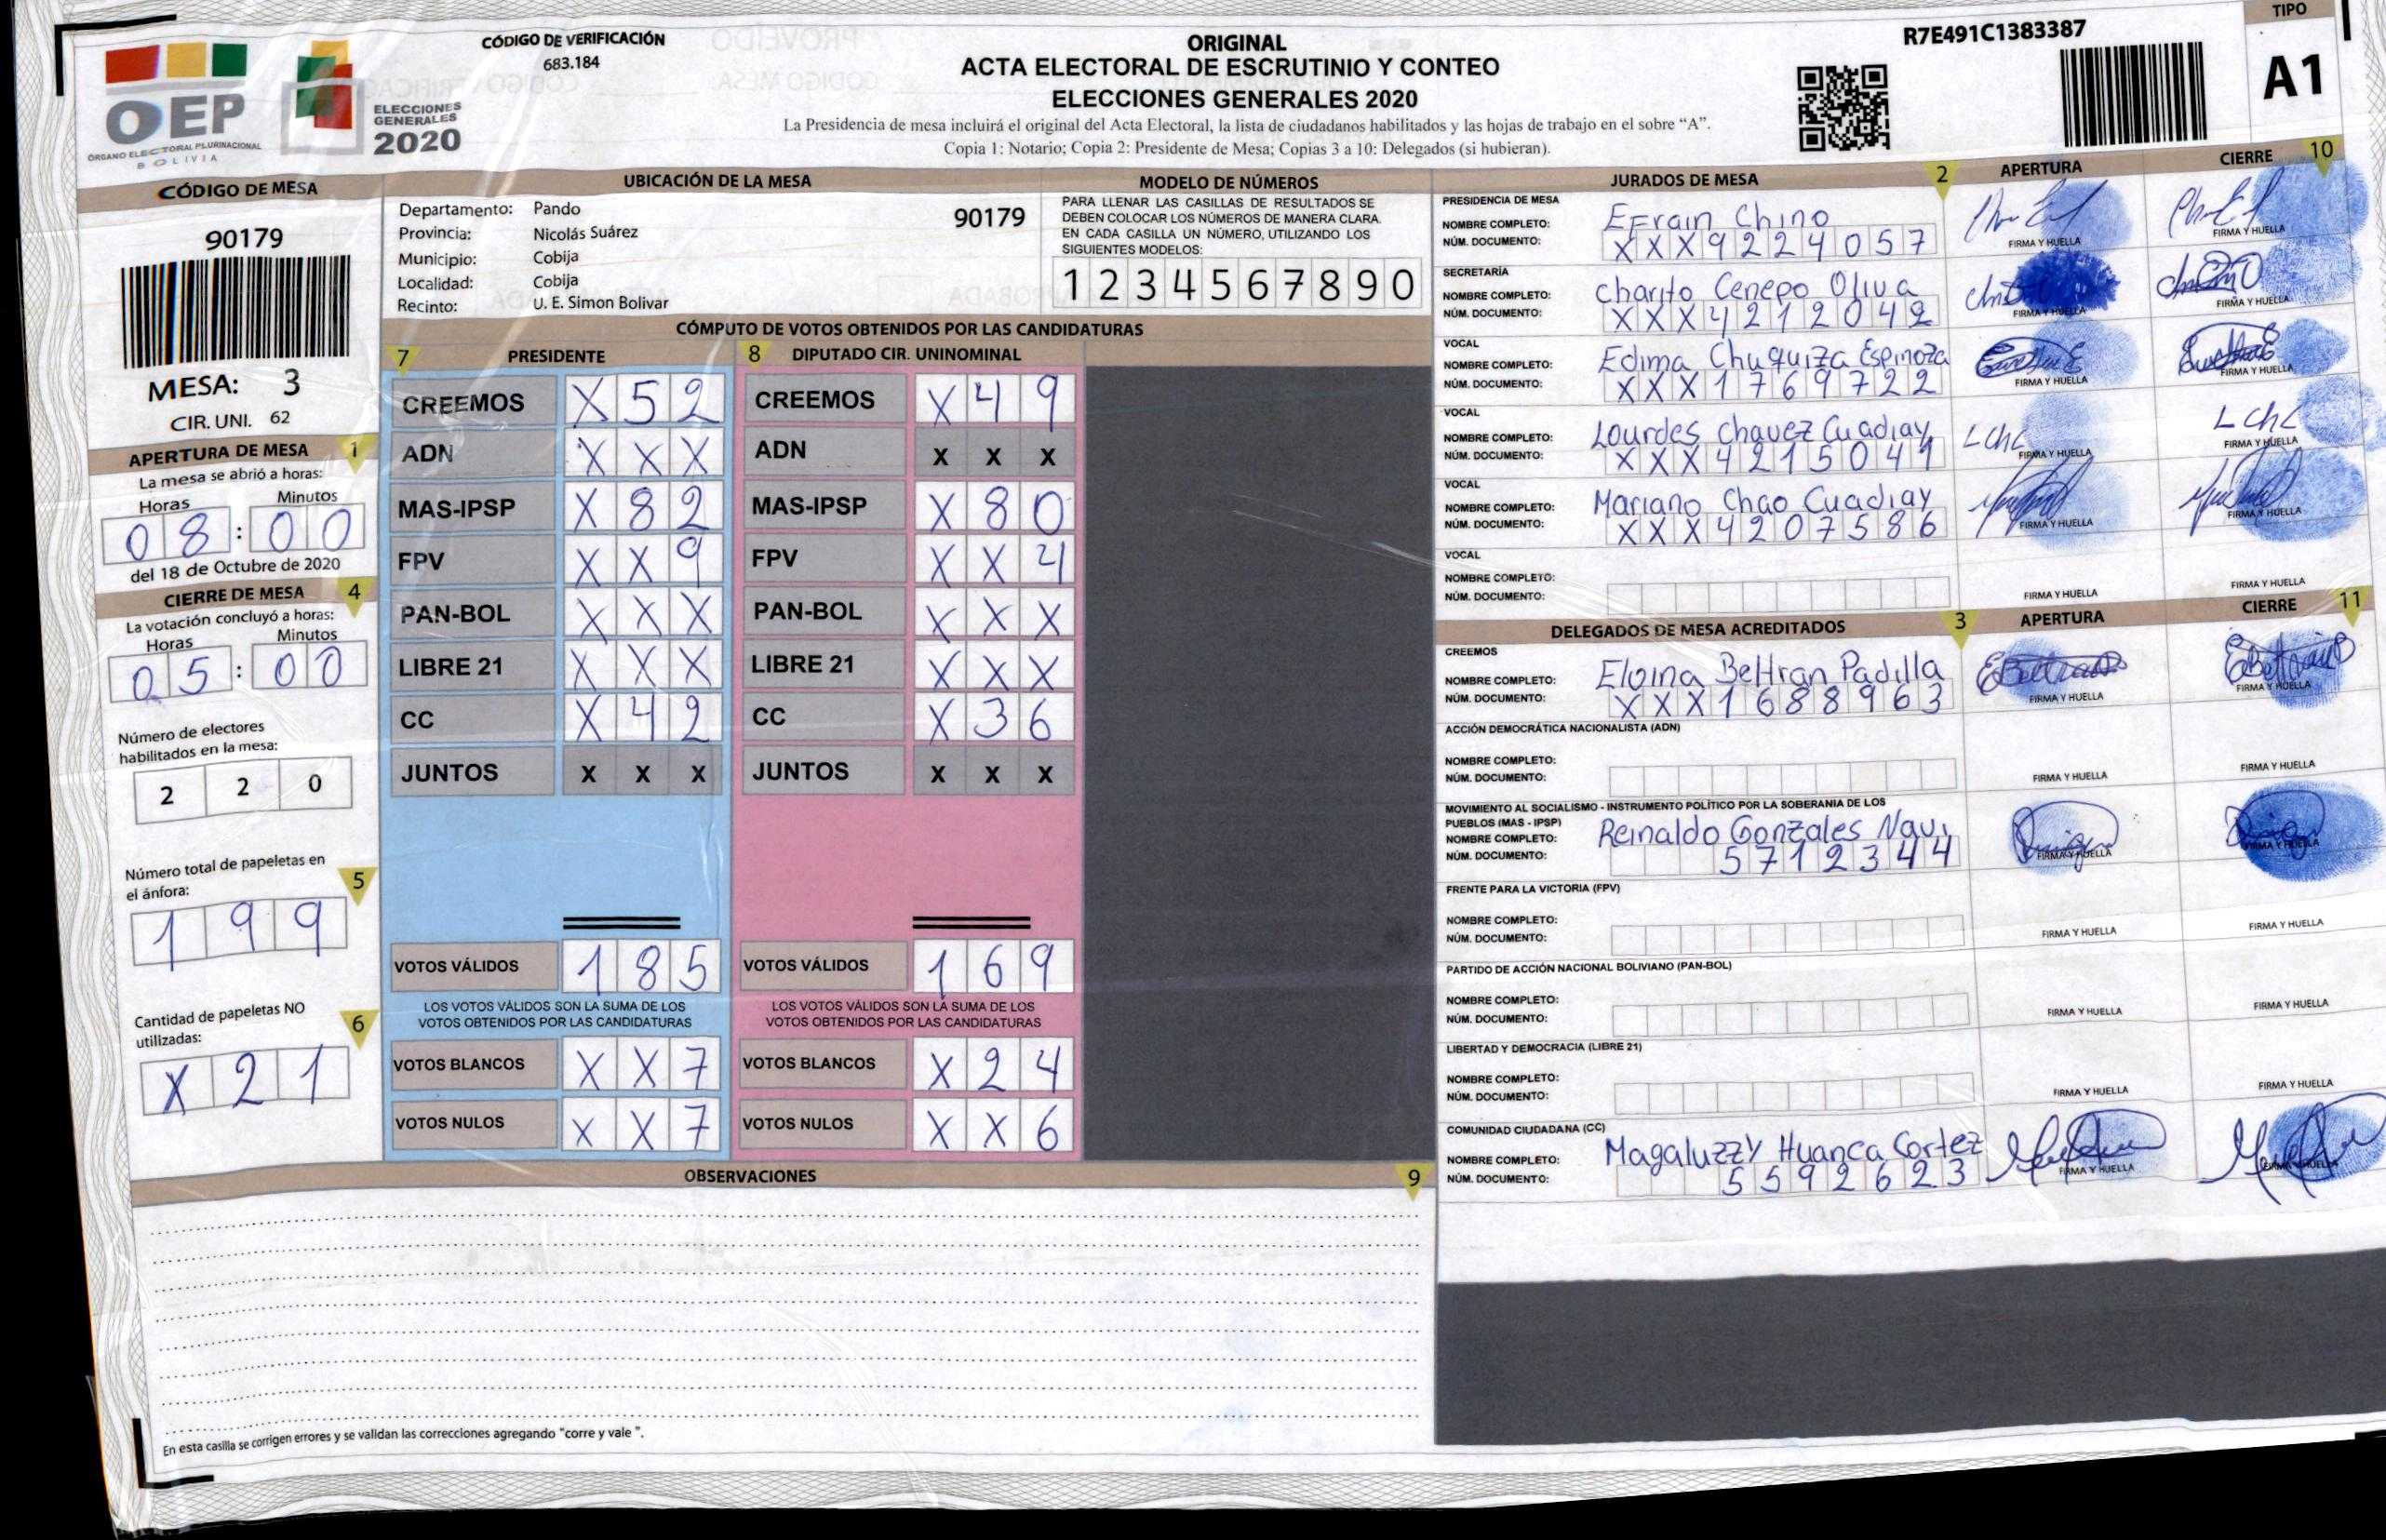 CÓDIGO DE VERIFICACIÓN
683.184
OEP
ÓRGANO ELECTORAL PLURINACIONAL
BOLIVIA
ELECCIONES
GENERALES
2020
ORIGINAL
ACTA ELECTORAL DE ESCRUTINIO Y CONTEO
ELECCIONES GENERALES 2020
La Presidencia de mesa incluirá el original del Acta Electoral, la lista de ciudadanos habilitados y las hojas de trabajo en el sobre “A”.
Copia 1: Notario; Copia 2: Presidente de Mesa; Copias 3 a 10: Delegados (si hubieran).
R7E491C1383387
TIPO
A1
CÓDIGO DE MESA
90179
MESA: 3
CIR. UNI. 62
APERTURA DE MESA 1
La mesa se abrió a horas:
Horas Minutos
08:00
del 18 de Octubre de 2020
CIERRE DE MESA 4
La votación concluyó a horas:
Horas Minutos
05:00
Número de electores
habilitados en la mesa:
2 2 0
Número total de papeletas en
el ánfora: 5
1 9 9
Cantidad de papeletas NO
utilizadas: 6
X 2 1
UBICACIÓN DE LA MESA
Departamento: Pando 90179
Provincia: Nicolás Suárez
Municipio: Cobija
Localidad: Cobija
Recinto: U. E. Simon Bolivar
MODELO DE NÚMEROS
PARA LLENAR LAS CASILLAS DE RESULTADOS SE
DEBEN COLOCAR LOS NÚMEROS DE MANERA CLARA.
EN CADA CASILLA UN NÚMERO, UTILIZANDO LOS
SIGUIENTES MODELOS:
1 2 3 4 5 6 7 8 9 0
CÓMPUTO DE VOTOS OBTENIDOS POR LAS CANDIDATURAS
7 PRESIDENTE 8 DIPUTADO CIR. UNINOMINAL
CREEMOS X 5 2 CREEMOS X 4 9
ADN X X X ADN X X X
MAS-IPSP X 8 2 MAS-IPSP X 8 0
FPV X X 9 FPV X X 4
PAN-BOL X X X PAN-BOL X X X
LIBRE 21 X X X LIBRE 21 X X X
CC X 4 2 CC X 3 6
JUNTOS X X X JUNTOS X X X
VOTOS VÁLIDOS 1 8 5 VOTOS VÁLIDOS 1 6 9
LOS VOTOS VÁLIDOS SON LA SUMA DE LOS LOS VOTOS VÁLIDOS SON LA SUMA DE LOS
VOTOS OBTENIDOS POR LAS CANDIDATURAS VOTOS OBTENIDOS POR LAS CANDIDATURAS
VOTOS BLANCOS X X 7 VOTOS BLANCOS X 2 4
VOTOS NULOS X X 7 VOTOS NULOS X X 6
OBSERVACIONES 9
En esta casilla se corrigen errores y se validan las correcciones agregando "corre y vale ".
JURADOS DE MESA 2 APERTURA CIERRE 10
PRESIDENCIA DE MESA
NOMBRE COMPLETO: Efrain Chino
NÚM. DOCUMENTO: XXX9224057 FIRMA Y HUELLA FIRMA Y HUELLA
SECRETARÍA
NOMBRE COMPLETO: Charito Cenepo Oliva
NÚM. DOCUMENTO: XXX4212042 FIRMA Y HUELLA FIRMA Y HUELLA
VOCAL
NOMBRE COMPLETO: Edima Chuquiza Espinoza
NÚM. DOCUMENTO: XXX1769722 FIRMA Y HUELLA FIRMA Y HUELLA
VOCAL
NOMBRE COMPLETO: Lourdes Chavez Cuadiay LChC LChC
NÚM. DOCUMENTO: XXX4215041 FIRMA Y HUELLA FIRMA Y HUELLA
VOCAL
NOMBRE COMPLETO: Mariano Chao Cuadiay
NÚM. DOCUMENTO: XXX4207586 FIRMA Y HUELLA FIRMA Y HUELLA
VOCAL
NOMBRE COMPLETO:
NÚM. DOCUMENTO: FIRMA Y HUELLA FIRMA Y HUELLA
DELEGADOS DE MESA ACREDITADOS 3 APERTURA CIERRE 11
CREEMOS
NOMBRE COMPLETO: Eloina Beltran Padilla
NÚM. DOCUMENTO: XXX1688963 FIRMA Y HUELLA FIRMA Y HUELLA
ACCIÓN DEMOCRÁTICA NACIONALISTA (ADN)
NOMBRE COMPLETO:
NÚM. DOCUMENTO: FIRMA Y HUELLA FIRMA Y HUELLA
MOVIMIENTO AL SOCIALISMO - INSTRUMENTO POLÍTICO POR LA SOBERANIA DE LOS
PUEBLOS (MAS - IPSP)
NOMBRE COMPLETO: Reinaldo Gonzales Navi
NÚM. DOCUMENTO: 5712344 FIRMA Y HUELLA FIRMA Y HUELLA
FRENTE PARA LA VICTORIA (FPV)
NOMBRE COMPLETO:
NÚM. DOCUMENTO: FIRMA Y HUELLA FIRMA Y HUELLA
PARTIDO DE ACCIÓN NACIONAL BOLIVIANO (PAN-BOL)
NOMBRE COMPLETO:
NÚM. DOCUMENTO: FIRMA Y HUELLA FIRMA Y HUELLA
LIBERTAD Y DEMOCRACIA (LIBRE 21)
NOMBRE COMPLETO:
NÚM. DOCUMENTO: FIRMA Y HUELLA FIRMA Y HUELLA
COMUNIDAD CIUDADANA (CC)
NOMBRE COMPLETO: Magaluzzy Huanca Cortez
NÚM. DOCUMENTO: 5592623 FIRMA Y HUELLA FIRMA Y HUELLA